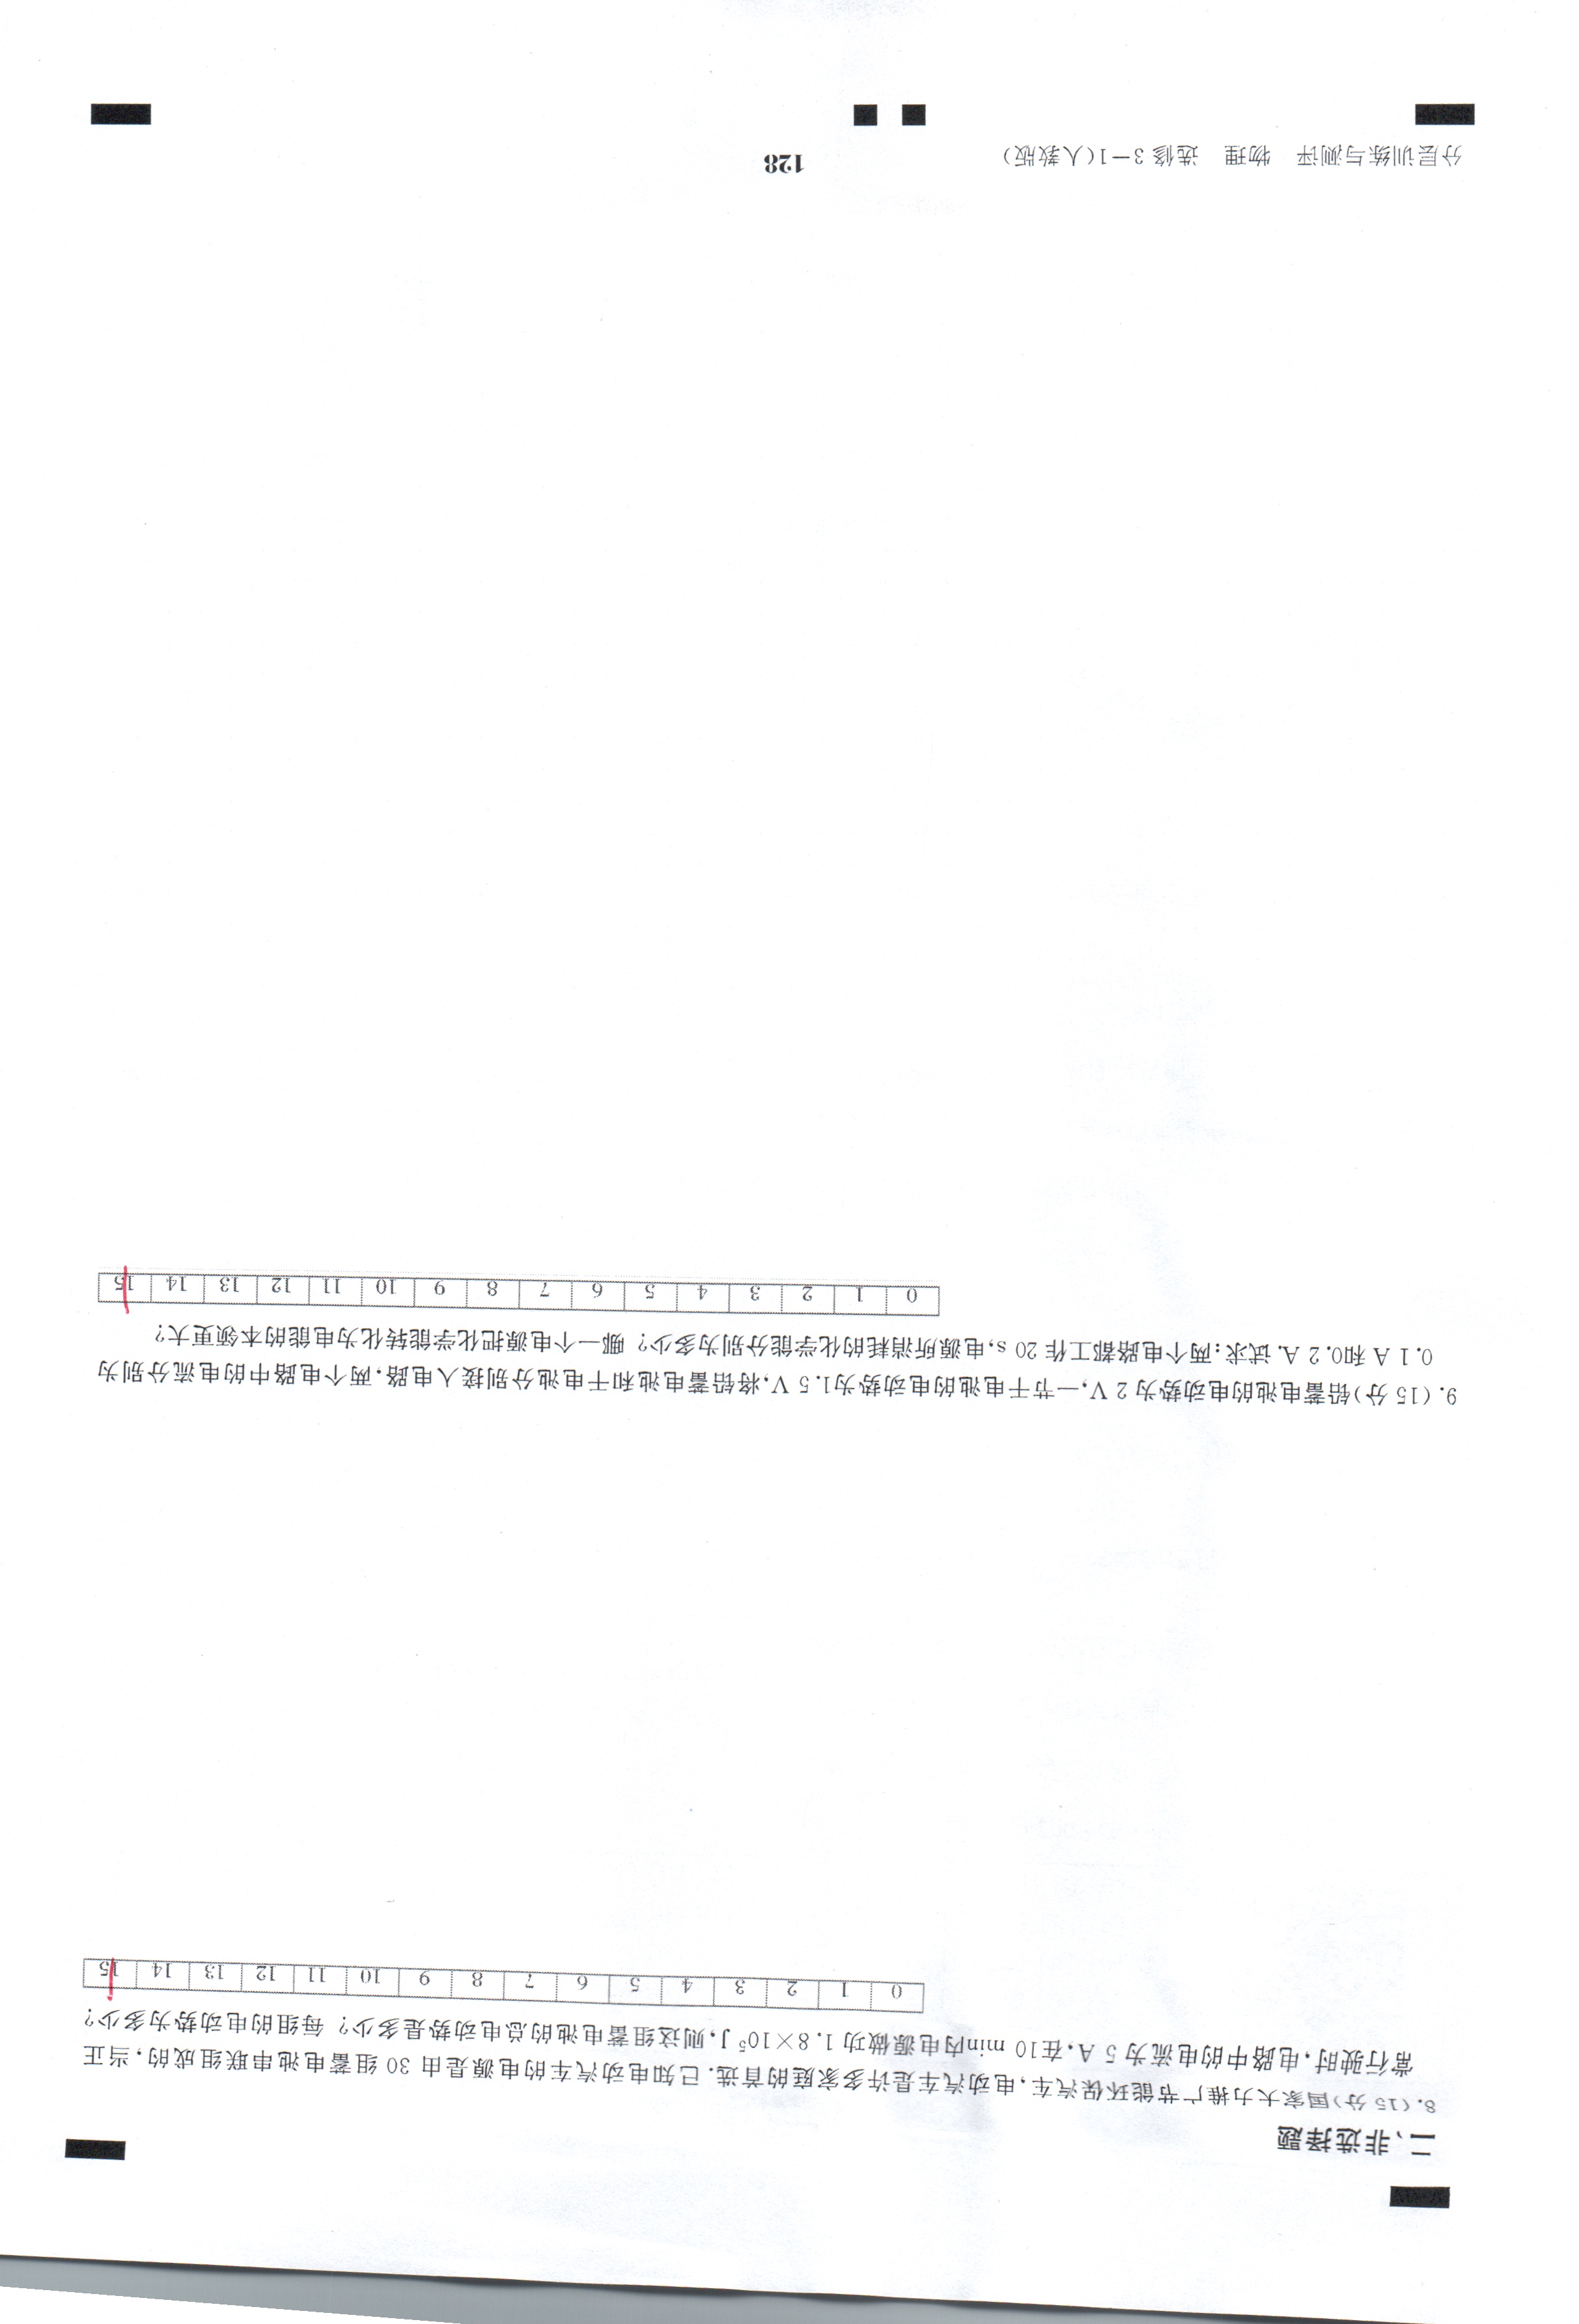 二、非选择题
8.(15 分)国家大力推广节能环保汽车,电动汽车是许多家庭的首选.已知电动汽车的电源是由 30 组蓄电池串联组成的,当正
常行驶时,电路中的电流为 5 A,在10 min内电源做功 1.8×10⁵ J,则这组蓄电池的总电动势是多少?每组的电动势为多少?
0 1 2 3 4 5 6 7 8 9 10 11 12 13 14 15
9.(15 分)铅蓄电池的电动势为 2 V,一节干电池的电动势为1.5 V,将铅蓄电池和干电池分别接入电路,两个电路中的电流分别为
0.1 A 和0.2 A.试求:两个电路都工作 20 s,电源所消耗的化学能分别为多少?哪一个电源把化学能转化为电能的本领更大?
0 1 2 3 4 5 6 7 8 9 10 11 12 13 14 15
分层训练与测评 物理 选修 3-1(人教版) 128